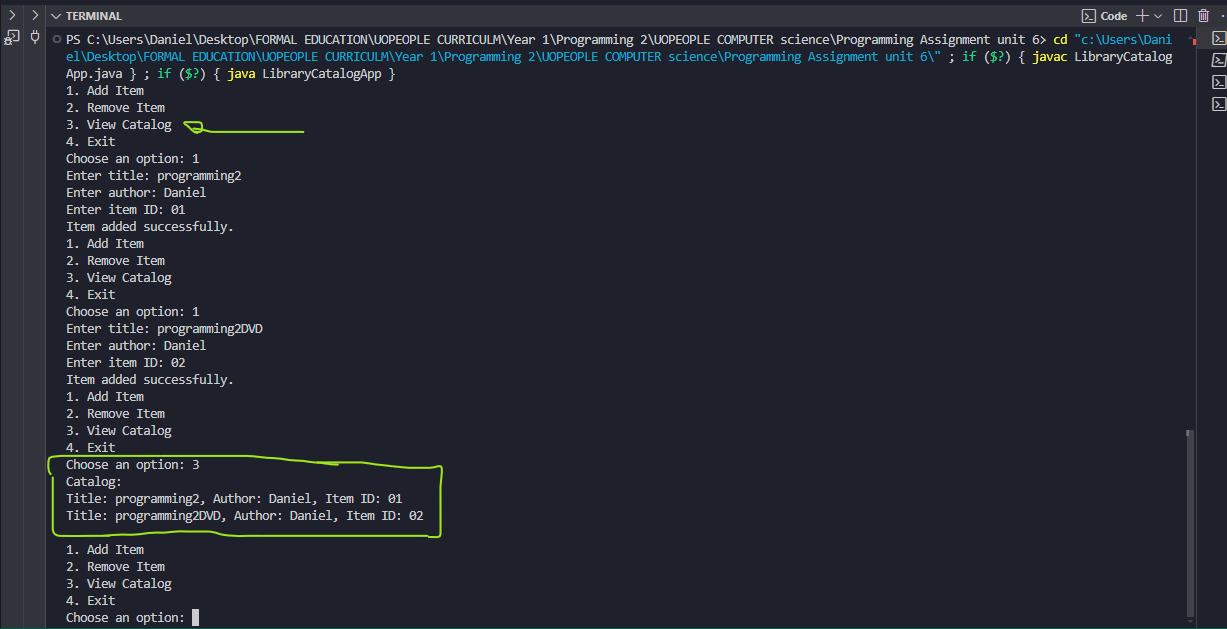 TERMINAL
Code
PS C:\Users\Daniel\Desktop\FORMAL EDUCATION\UOPEOPLE CURRICULM\Year 1\Programming 2\UOPEOPLE COMPUTER science\Programming Assignment unit 6> cd "c:\Users\Dani
el\Desktop\FORMAL EDUCATION\UOPEOPLE CURRICULM\Year 1\Programming 2\UOPEOPLE COMPUTER science\Programming Assignment unit 6\" ; if ($?) { javac LibraryCatalog
App.java } ; if ($?) { java LibraryCatalogApp }
1. Add Item
2. Remove Item
3. View Catalog
4. Exit
Choose an option: 1
Enter title: programming2
Enter author: Daniel
Enter item ID: 01
Item added successfully.
1. Add Item
2. Remove Item
3. View Catalog
4. Exit
Choose an option: 1
Enter title: programming2DVD
Enter author: Daniel
Enter item ID: 02
Item added successfully.
1. Add Item
2. Remove Item
3. View Catalog
4. Exit
Choose an option: 3
Catalog:
Title: programming2, Author: Daniel, Item ID: 01
Title: programming2DVD, Author: Daniel, Item ID: 02
1. Add Item
2. Remove Item
3. View Catalog
4. Exit
Choose an option: